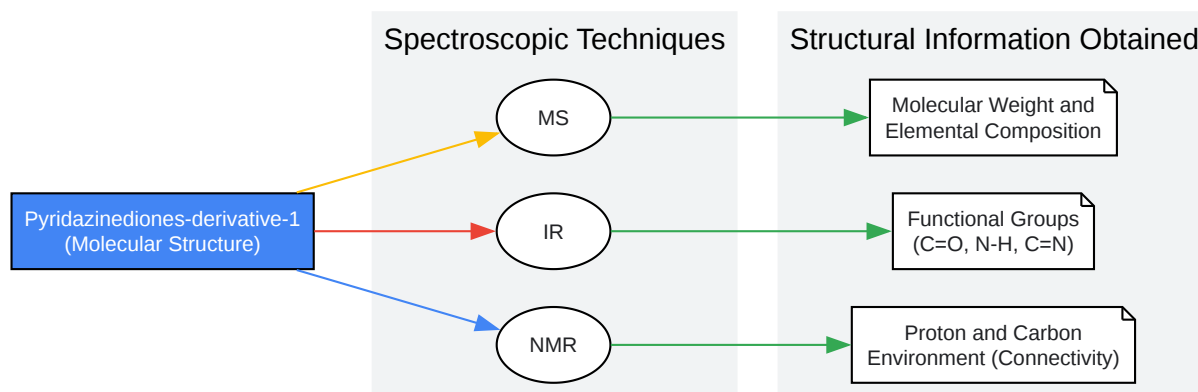 Spectroscopic Techniques
Structural Information Obtained
Pyridazinediones-derivative-1
(Molecular Structure)
MS
Molecular Weight and
Elemental Composition
IR
Functional Groups
(C=O, N-H, C=N)
NMR
Proton and Carbon
Environment (Connectivity)